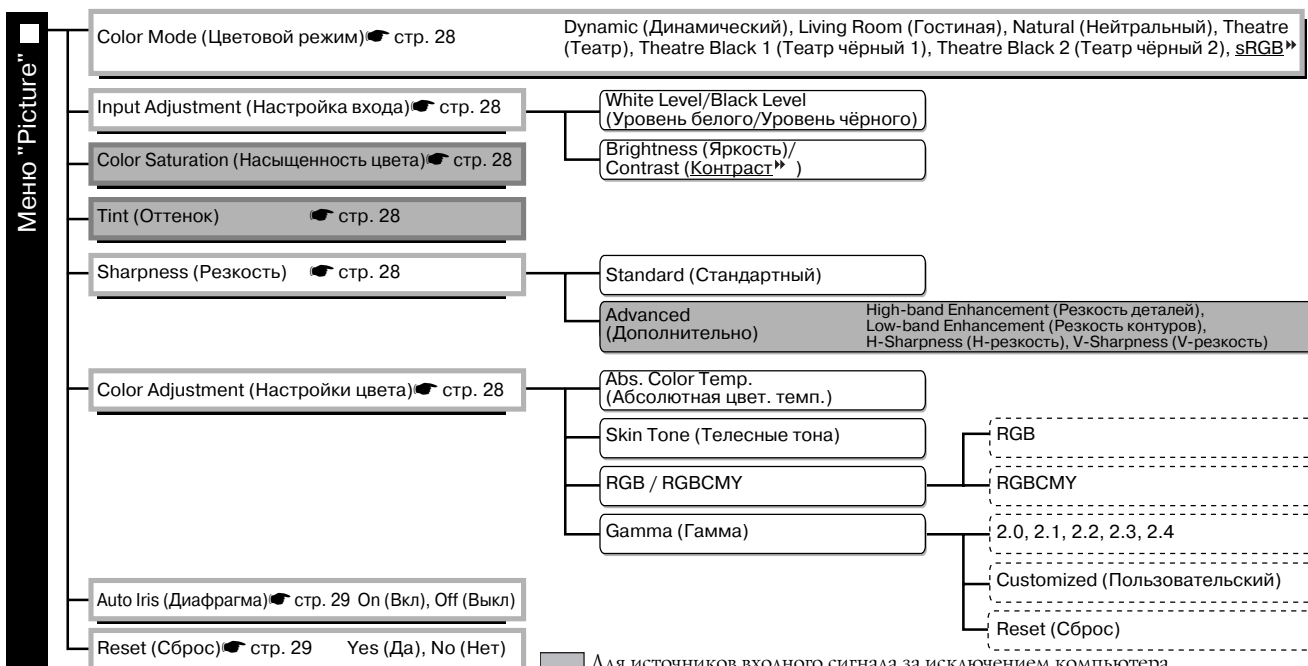 Меню "Picture"
Color Mode (Цветовой режим)☛ стр. 28
Dynamic (Динамический), Living Room (Гостиная), Natural (Нейтральный), Theatre
(Театр), Theatre Black 1 (Театр чёрный 1), Theatre Black 2 (Театр чёрный 2), sRGB
Input Adjustment (Настройка входа)☛ стр. 28
White Level/Black Level
(Уровень белого/Уровень чёрного)
Brightness (Яркость)/
Contrast (Контраст )
Color Saturation (Насыщенность цвета)☛ стр. 28
Tint (Оттенок) ☛ стр. 28
Sharpness (Резкость) ☛ стр. 28
Standard (Стандартный)
Advanced
(Дополнительно)
High-band Enhancement (Резкость деталей),
Low-band Enhancement (Резкость контуров),
H-Sharpness (H-резкость), V-Sharpness (V-резкость)
Color Adjustment (Настройки цвета)☛ стр. 28
Abs. Color Temp.
(Абсолютная цвет. темп.)
Skin Tone (Телесные тона)
RGB / RGBCMY
RGB
RGBCMY
Gamma (Гамма)
2.0, 2.1, 2.2, 2.3, 2.4
Customized (Пользовательский)
Reset (Сброс)
Auto Iris (Диафрагма)☛ стр. 29 On (Вкл), Off (Выкл)
Reset (Сброс)☛ стр. 29 Yes (Да), No (Нет)
Для источников входного сигнала за исключением компьютера